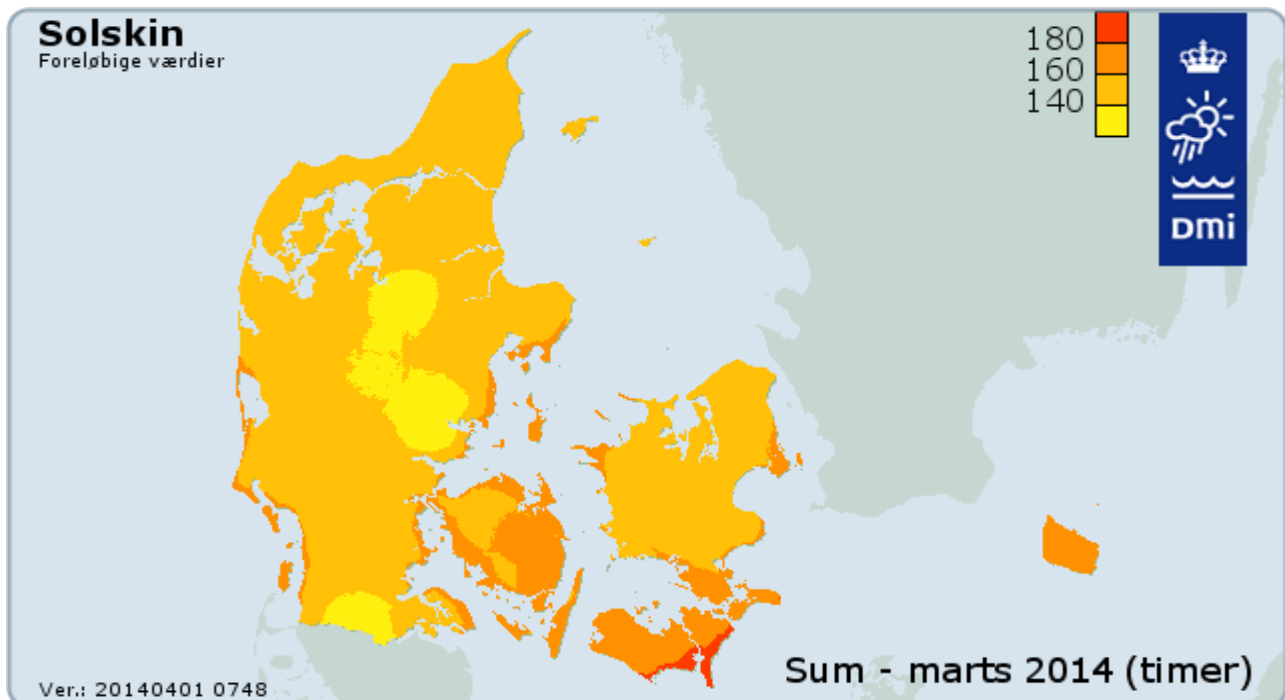 Solskin
Foreløbige værdier
180
160
140
DMI
Sum - marts 2014 (timer)
Ver.: 20140401 0748